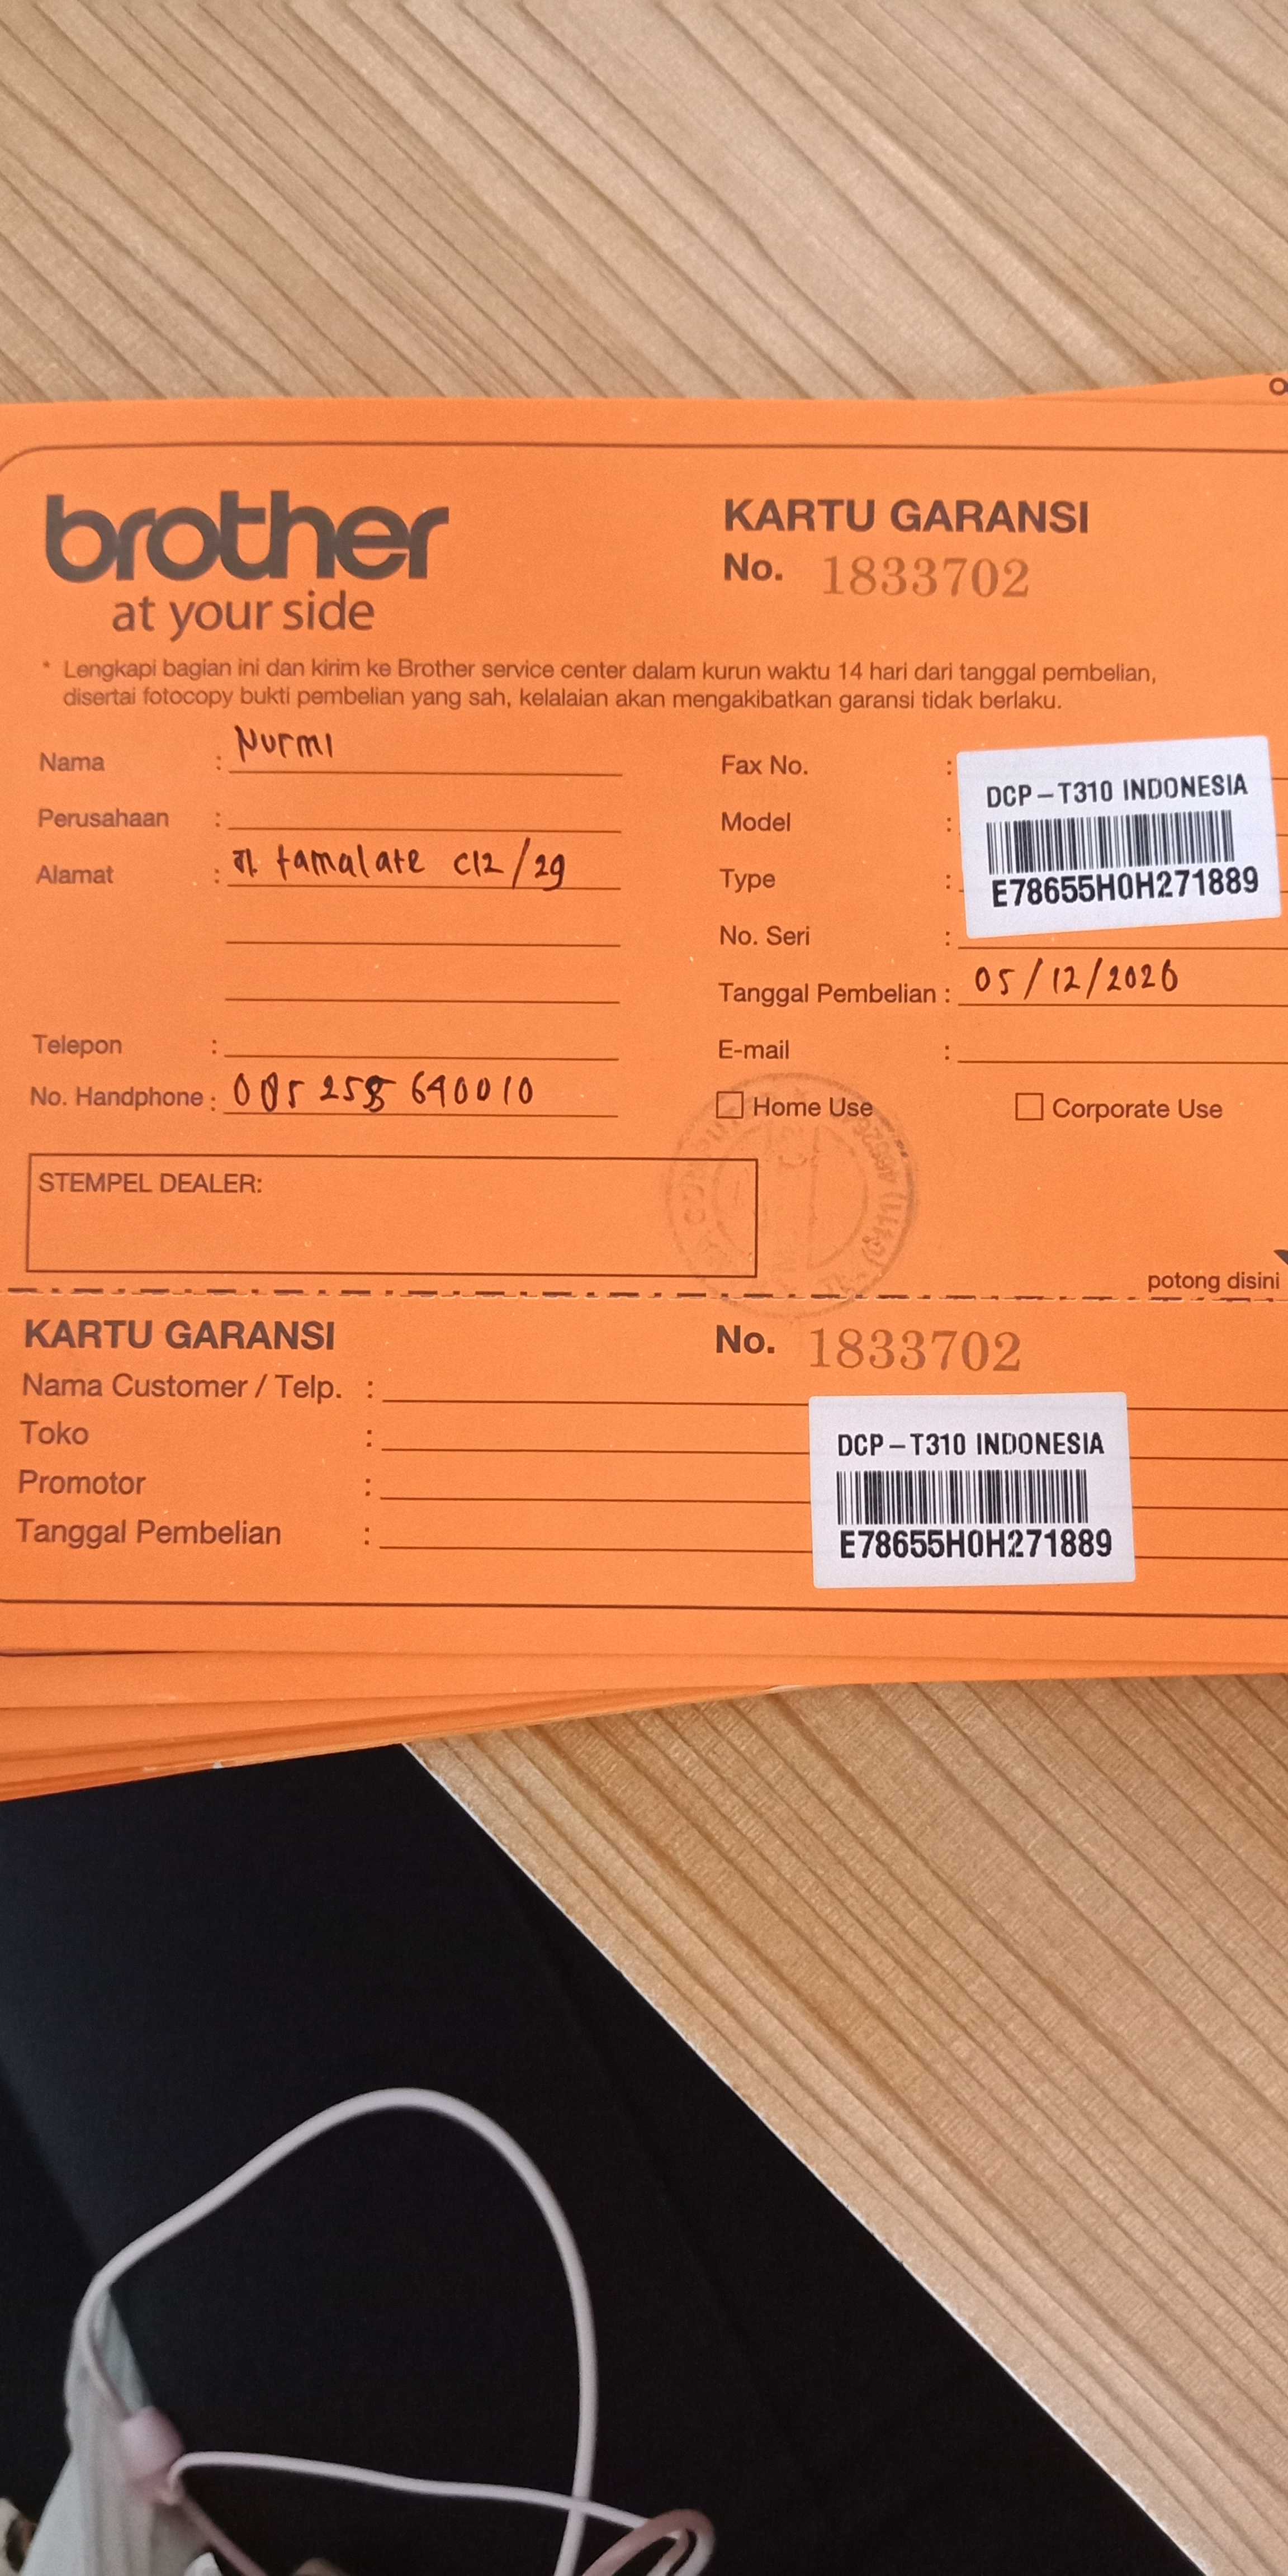 brother
at your side
KARTU GARANSI
No. 1833702
* Lengkapi bagian ini dan kirim ke Brother service center dalam kurun waktu 14 hari dari tanggal pembelian,
disertai fotocopy bukti pembelian yang sah, kelalaian akan mengakibatkan garansi tidak berlaku.
Nama : Nurmi
Perusahaan :
Alamat : Jl. tamalate C12/29
Telepon :
No. Handphone : 085 255 640010
Fax No. :
Model :
Type :
No. Seri :
DCP-T310 INDONESIA
E78655H0H271889
Tanggal Pembelian : 05/12/2020
E-mail :
Home Use
Corporate Use
STEMPEL DEALER:
potong disini
KARTU GARANSI
No. 1833702
Nama Customer / Telp. :
Toko :
Promotor :
Tanggal Pembelian :
DCP-T310 INDONESIA
E78655H0H271889